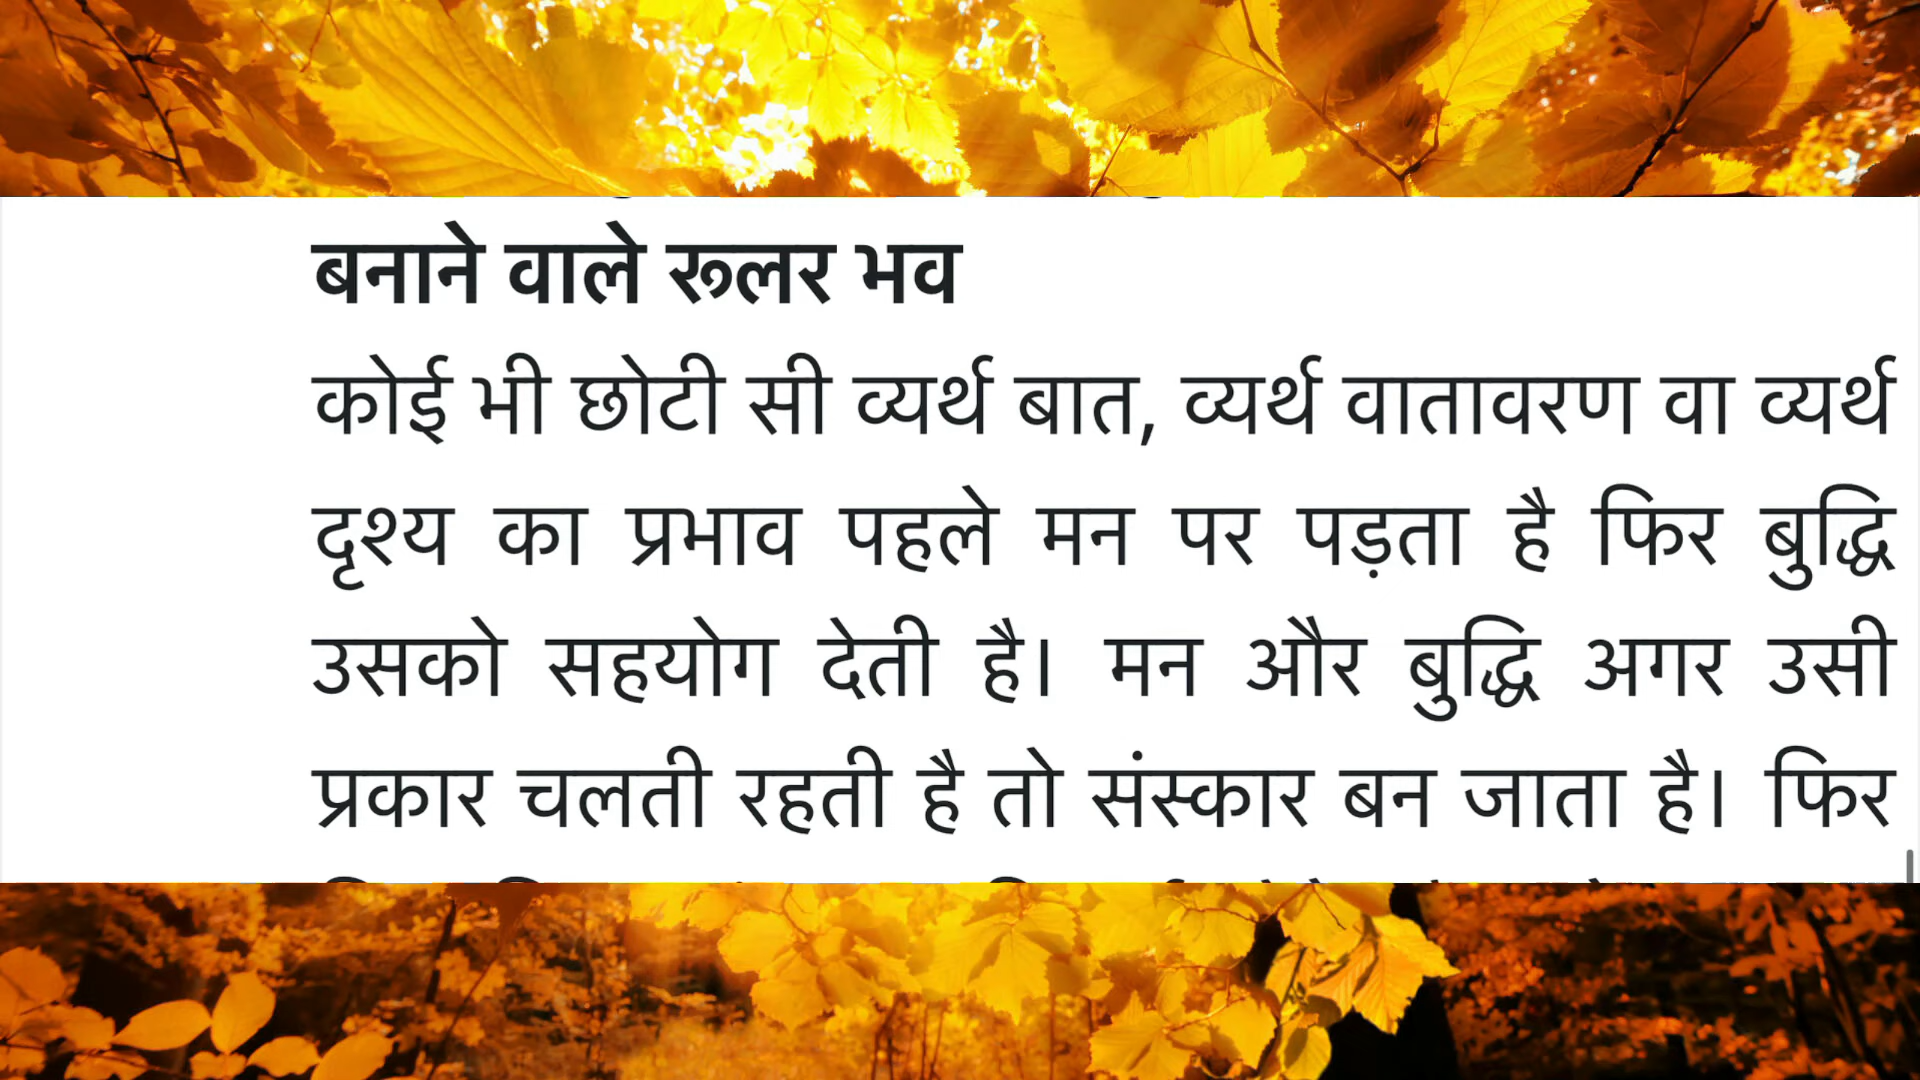 बनाने वाले रूलर भव
कोई भी छोटी सी व्यर्थ बात, व्यर्थ वातावरण वा व्यर्थ
दृश्य का प्रभाव पहले मन पर पड़ता है फिर बुद्धि
उसको सहयोग देती है। मन और बुद्धि अगर उसी
प्रकार चलती रहती है तो संस्कार बन जाता है। फिर